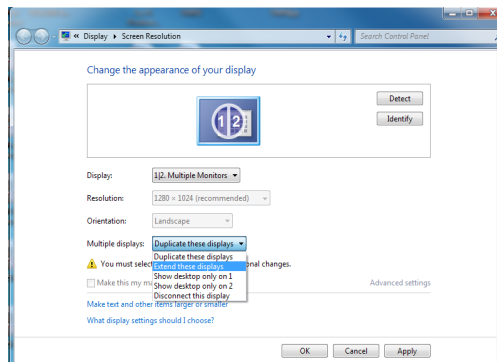 « Display ▸ Screen Resolution
Search Control Panel
Change the appearance of your display
1|2
Detect
Identify
Display: 1|2. Multiple Monitors
Resolution: 1280 × 1024 (recommended)
Orientation: Landscape
Multiple displays: Duplicate these displays
Duplicate these displays
You must select
Extend these displays
onal changes.
Show desktop only on 1
Make this my
Show desktop only on 2
Advanced settings
Disconnect this display
Make text and other items larger or smaller
What display settings should I choose?
OK Cancel Apply